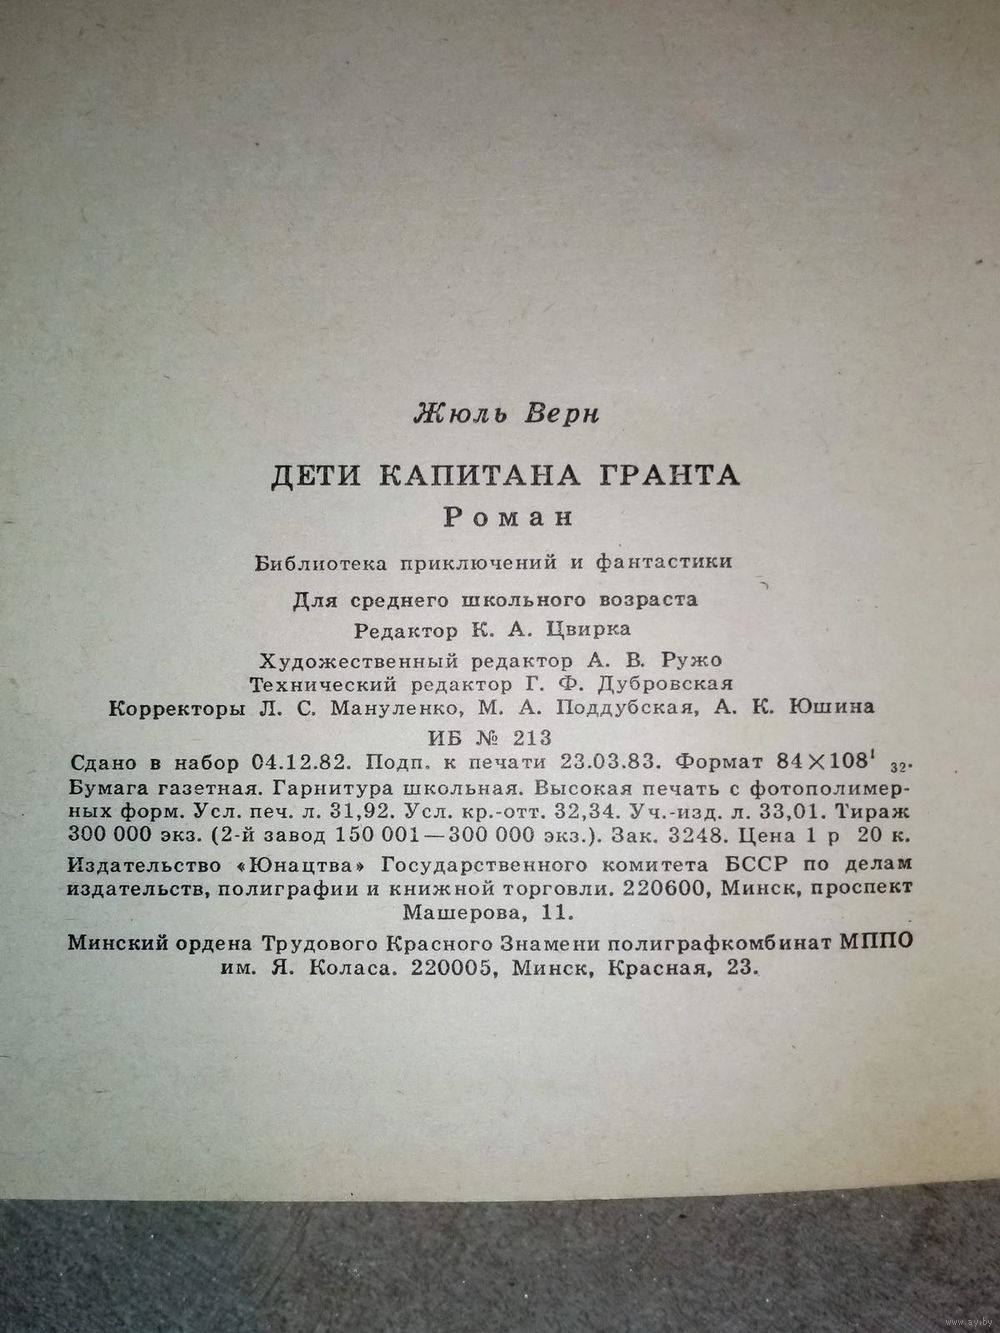 Жюль Верн
ДЕТИ КАПИТАНА ГРАНТА
Роман
Библиотека приключений и фантастики
Для среднего школьного возраста
Редактор К. А. Цвирка
Художественный редактор А. В. Ружо
Технический редактор Г. Ф. Дубровская
Корректоры Л. С. Мануленко, М. А. Поддубская, А. К. Юшина
ИБ № 213
Сдано в набор 04.12.82. Подп. к печати 23.03.83. Формат 84×108¹ ₃₂.
Бумага газетная. Гарнитура школьная. Высокая печать с фотополимер-
ных форм. Усл. печ. л. 31,92. Усл. кр.-отт. 32,34. Уч.-изд. л. 33,01. Тираж
300 000 экз. (2-й завод 150 001—300 000 экз.). Зак. 3248. Цена 1 р 20 к.
Издательство «Юнацтва» Государственного комитета БССР по делам
издательств, полиграфии и книжной торговли. 220600, Минск, проспект
Машерова, 11.
Минский ордена Трудового Красного Знамени полиграфкомбинат МППО
им. Я. Коласа. 220005, Минск, Красная, 23.
www.ay.by